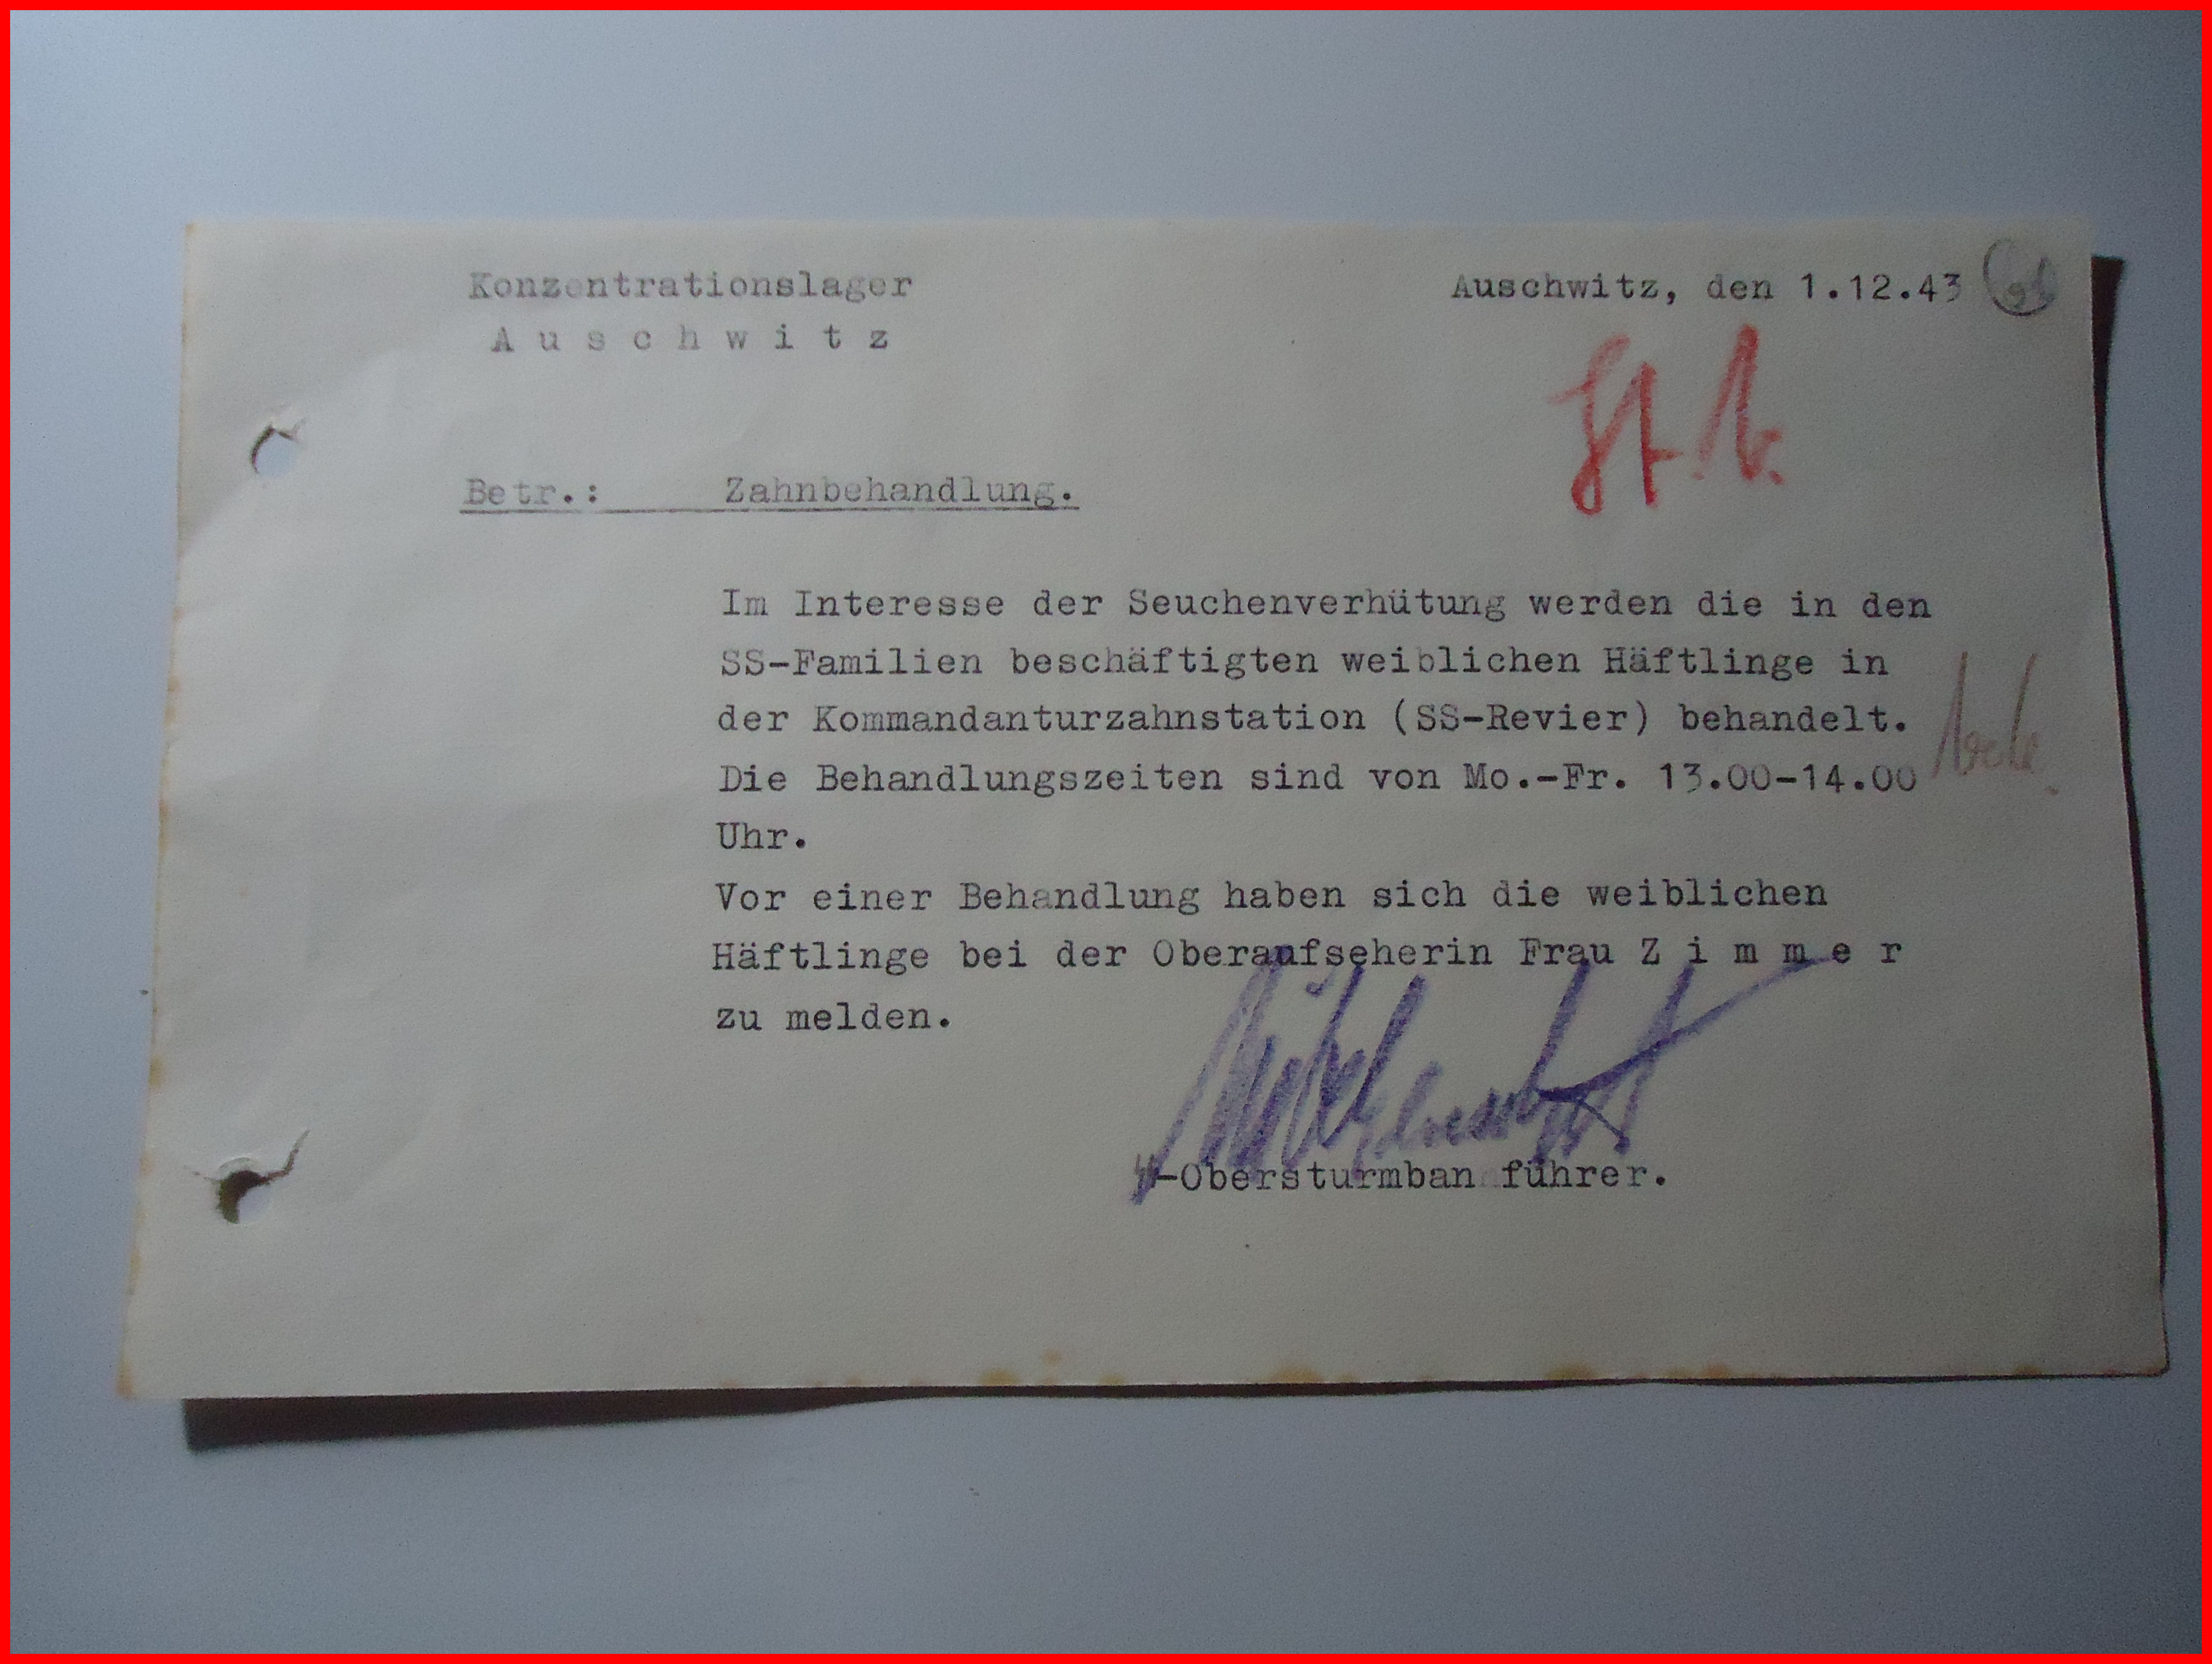 Konzentrationslager
Auschwitz, den 1.12.43
A u s c h w i t z
Betr.: Zahnbehandlung.
Im Interesse der Seuchenverhütung werden die in den
SS-Familien beschäftigten weiblichen Häftlinge in
der Kommandanturzahnstation (SS-Revier) behandelt.
Die Behandlungszeiten sind von Mo.-Fr. 13.00-14.00
Uhr.
Vor einer Behandlung haben sich die weiblichen
Häftlinge bei der Oberaufseherin Frau Z i m m e r
zu melden.
SS-Obersturmban führer.